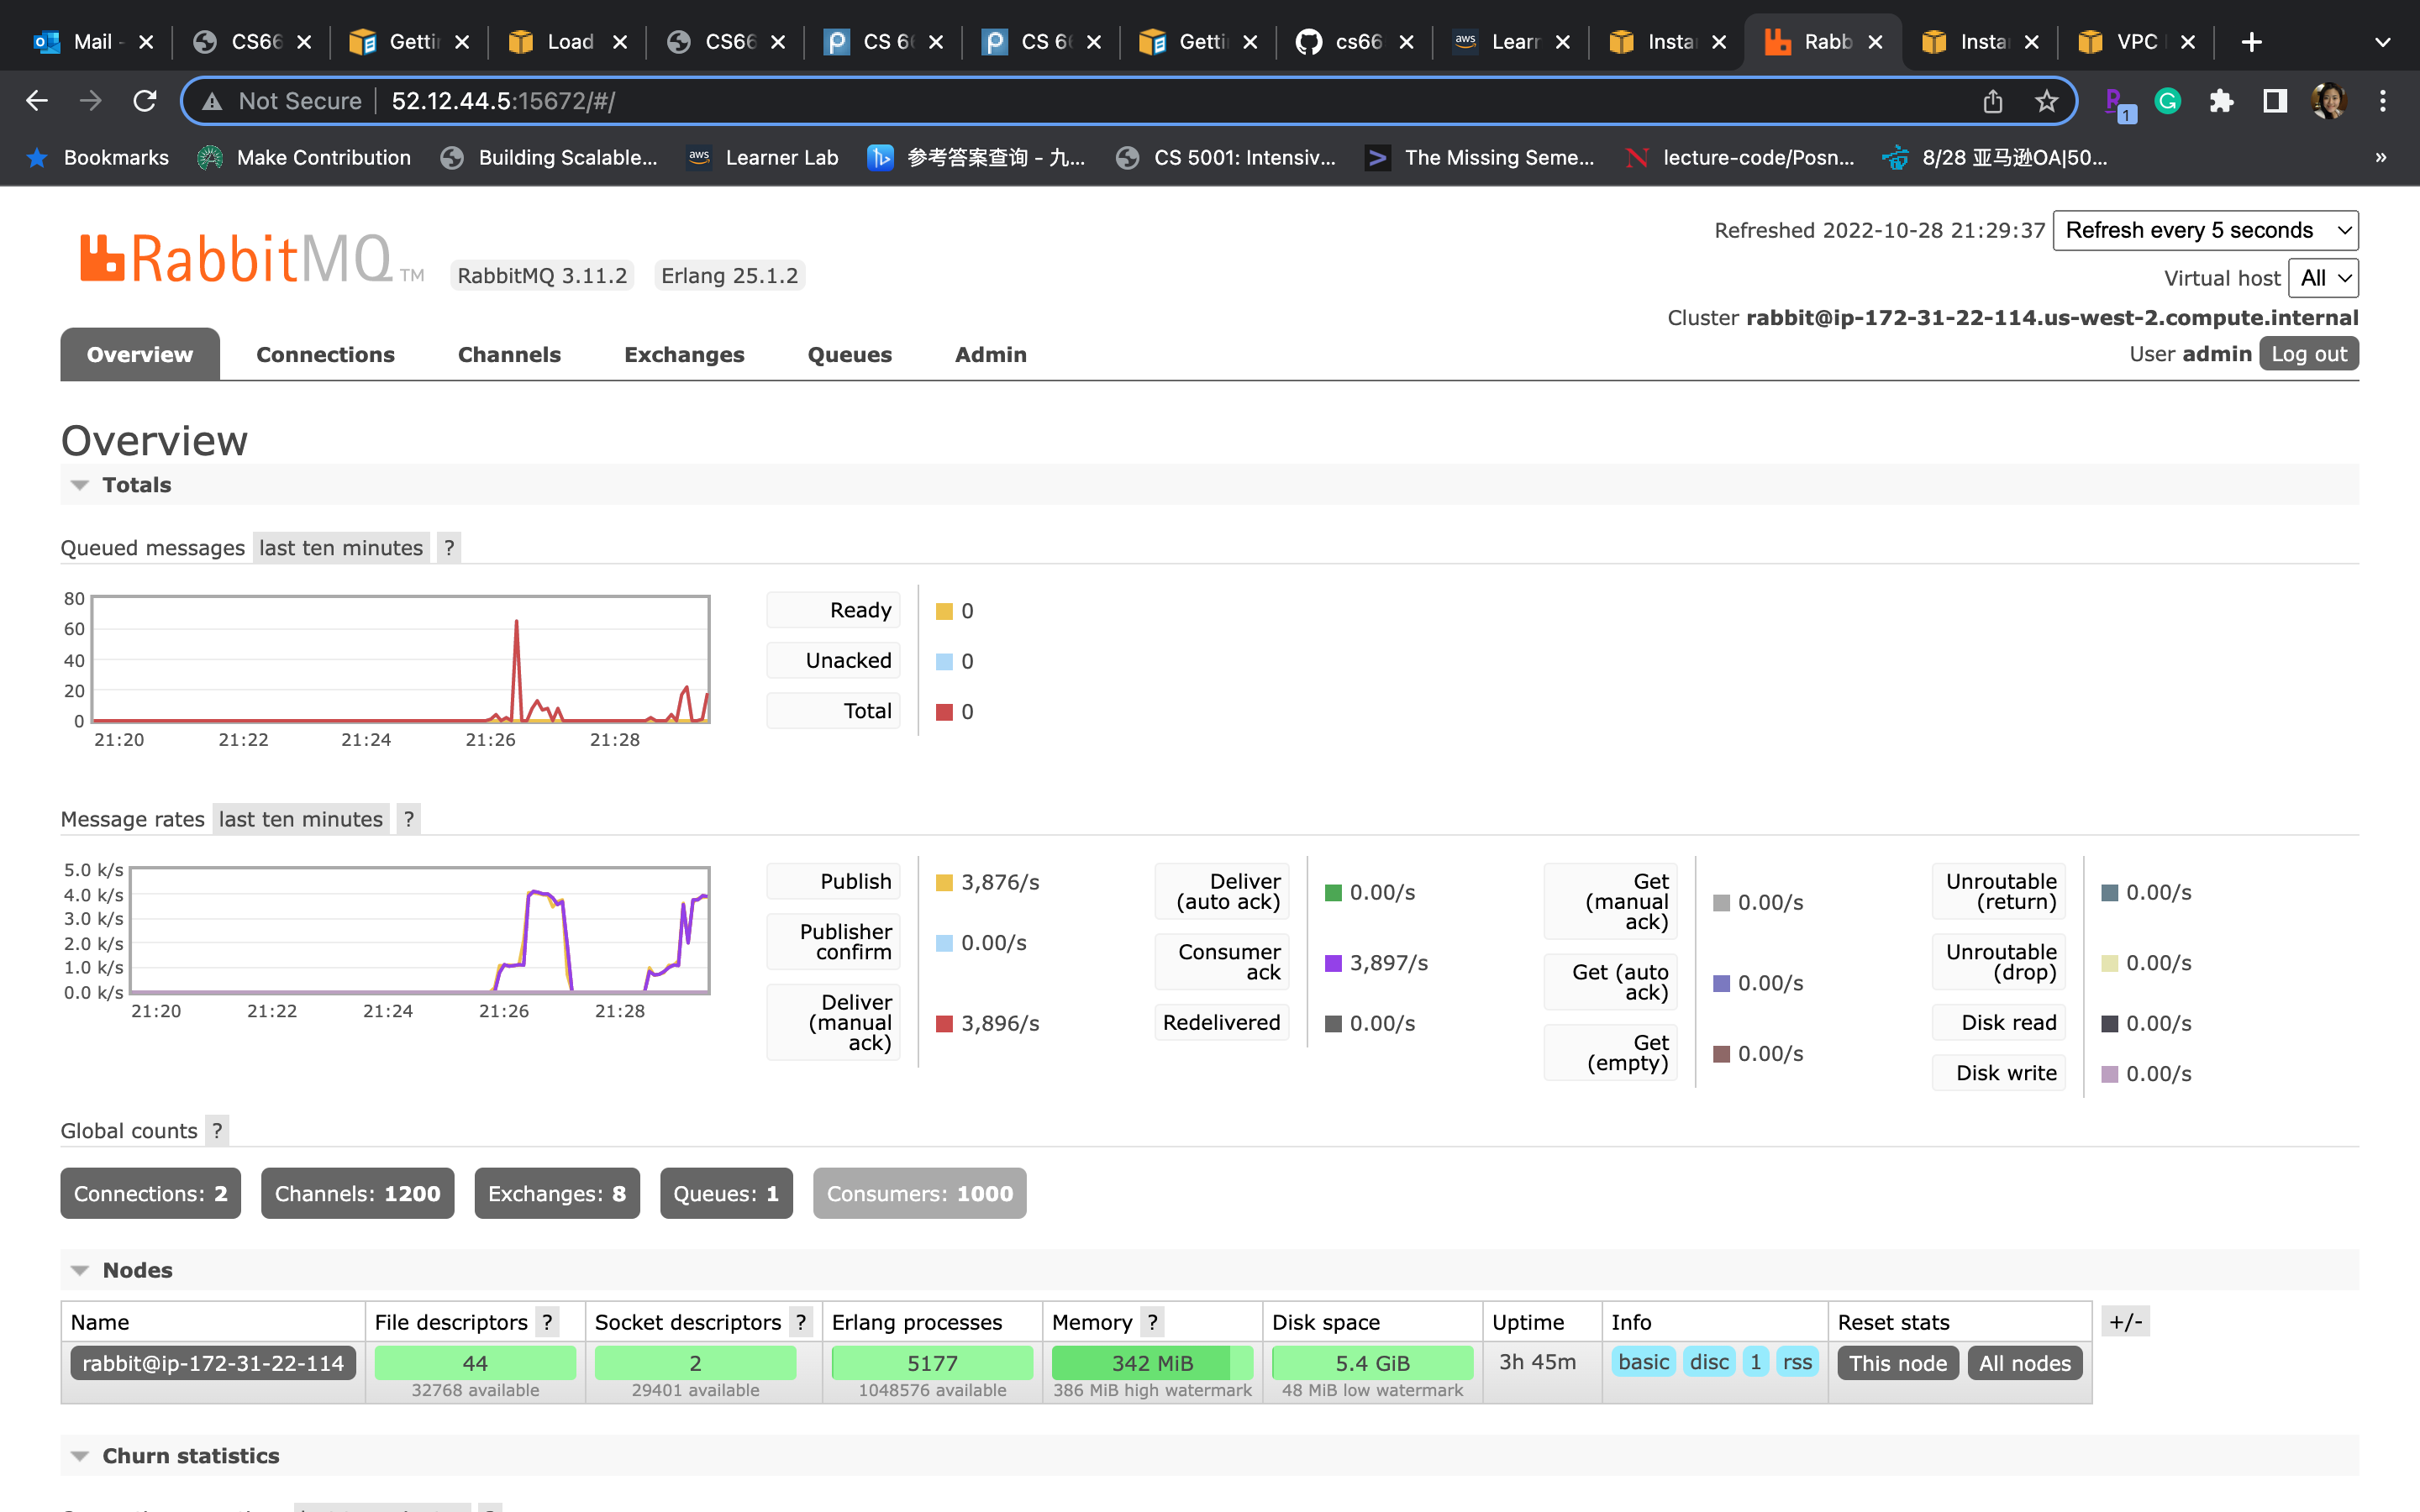 Mail - CS66 Getti Load CS66 CS 6 CS 6 Getti cs66 Learn Insta Rabb Insta VPC
Not Secure 52.12.44.5:15672/#/
1
Bookmarks Make Contribution Building Scalable... aws Learner Lab 参考答案查询 - 九... CS 5001: Intensiv... The Missing Seme... lecture-code/Posn... 8/28 亚马逊OA|50... »
RabbitMQ TM RabbitMQ 3.11.2 Erlang 25.1.2
Refreshed 2022-10-28 21:29:37 Refresh every 5 seconds
Virtual host All
Cluster rabbit@ip-172-31-22-114.us-west-2.compute.internal
User admin Log out
Overview Connections Channels Exchanges Queues Admin
Overview
Totals
Queued messages last ten minutes ?
80
60
40
20
0
21:20 21:22 21:24 21:26 21:28
Ready 0
Unacked 0
Total 0
Message rates last ten minutes ?
5.0 k/s
4.0 k/s
3.0 k/s
2.0 k/s
1.0 k/s
0.0 k/s
21:20 21:22 21:24 21:26 21:28
Publish 3,876/s
Publisher confirm 0.00/s
Deliver (manual ack) 3,896/s
Deliver (auto ack) 0.00/s
Consumer ack 3,897/s
Redelivered 0.00/s
Get (manual ack) 0.00/s
Get (auto ack) 0.00/s
Get (empty) 0.00/s
Unroutable (return) 0.00/s
Unroutable (drop) 0.00/s
Disk read 0.00/s
Disk write 0.00/s
Global counts ?
Connections: 2 Channels: 1200 Exchanges: 8 Queues: 1 Consumers: 1000
Nodes
Name File descriptors ? Socket descriptors ? Erlang processes Memory ? Disk space Uptime Info Reset stats +/-
rabbit@ip-172-31-22-114 44 2 5177 342 MiB 5.4 GiB 3h 45m basic disc 1 rss This node All nodes
32768 available 29401 available 1048576 available 386 MiB high watermark 48 MiB low watermark
Churn statistics